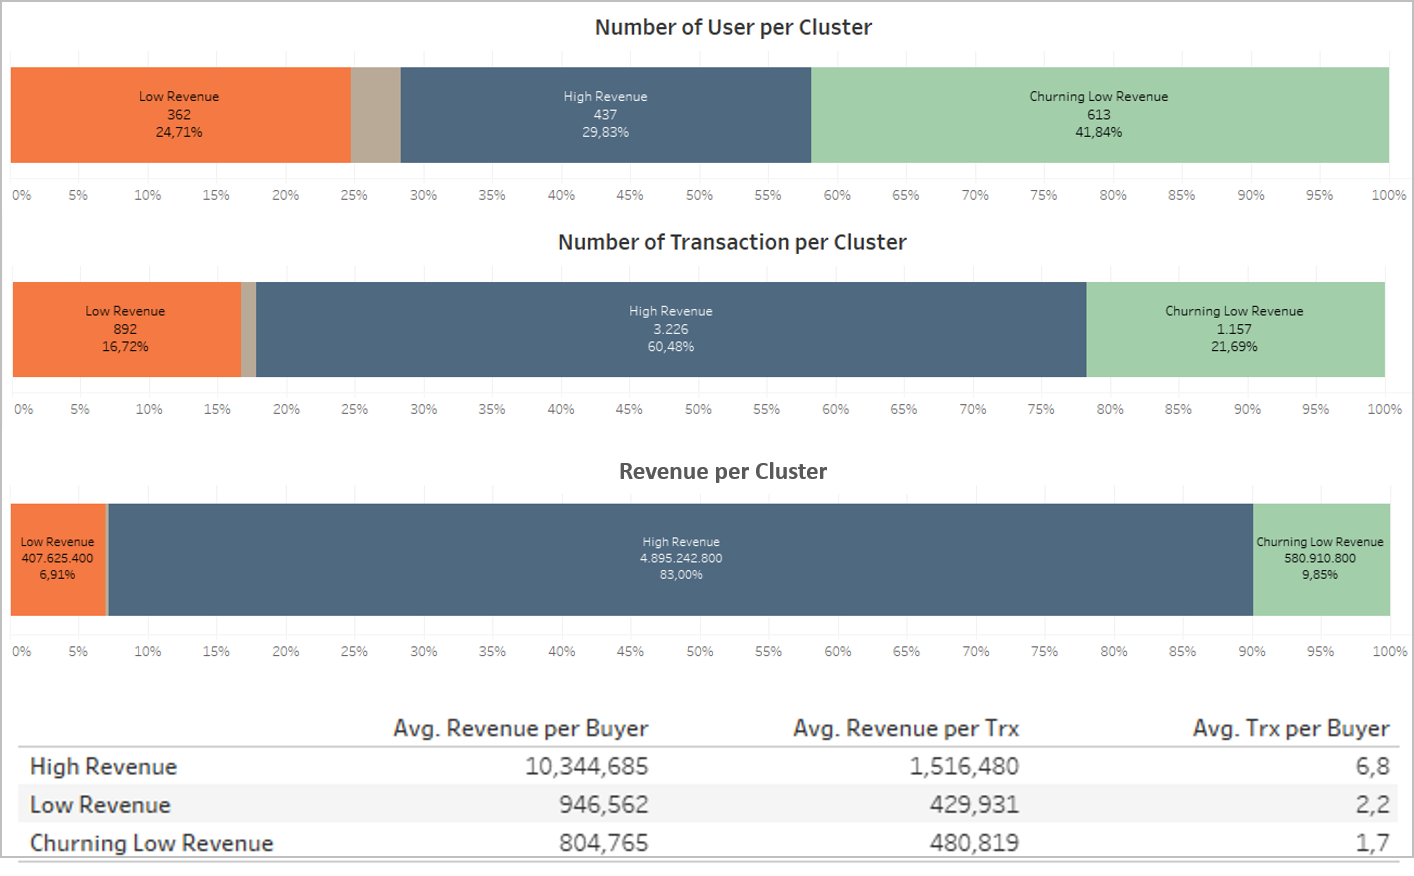 Number of User per Cluster
Low Revenue
362
24,71%
High Revenue
437
29,83%
Churning Low Revenue
613
41,84%
0% 5% 10% 15% 20% 25% 30% 35% 40% 45% 50% 55% 60% 65% 70% 75% 80% 85% 90% 95% 100%
Number of Transaction per Cluster
Low Revenue
892
16,72%
High Revenue
3.226
60,48%
Churning Low Revenue
1.157
21,69%
0% 5% 10% 15% 20% 25% 30% 35% 40% 45% 50% 55% 60% 65% 70% 75% 80% 85% 90% 95% 100%
Revenue per Cluster
Low Revenue
407.625.400
6,91%
High Revenue
4.895.242.800
83,00%
Churning Low Revenue
580.910.800
9,85%
0% 5% 10% 15% 20% 25% 30% 35% 40% 45% 50% 55% 60% 65% 70% 75% 80% 85% 90% 95% 100%
Avg. Revenue per Buyer Avg. Revenue per Trx Avg. Trx per Buyer
High Revenue 10,344,685 1,516,480 6,8
Low Revenue 946,562 429,931 2,2
Churning Low Revenue 804,765 480,819 1,7